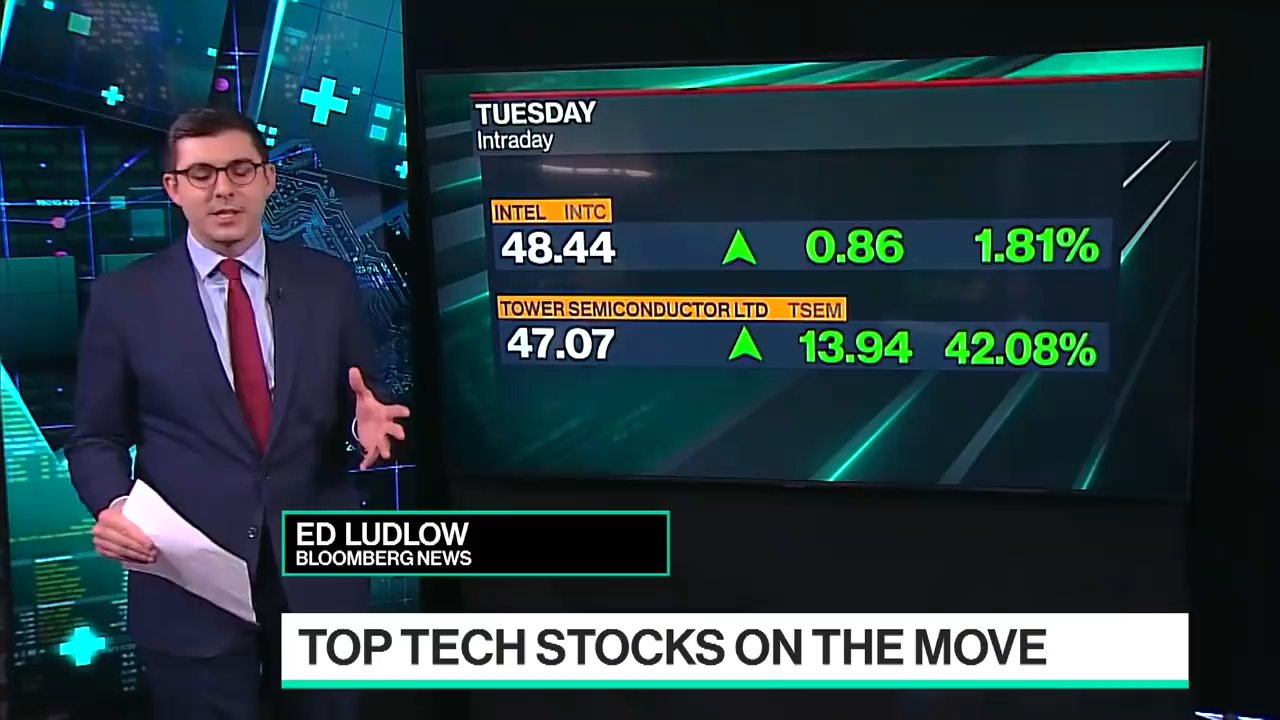 TUESDAY
Intraday
INTEL INTC
48.44 ▲ 0.86 1.81%
TOWER SEMICONDUCTOR LTD TSEM
47.07 ▲ 13.94 42.08%
ED LUDLOW
BLOOMBERG NEWS
TOP TECH STOCKS ON THE MOVE